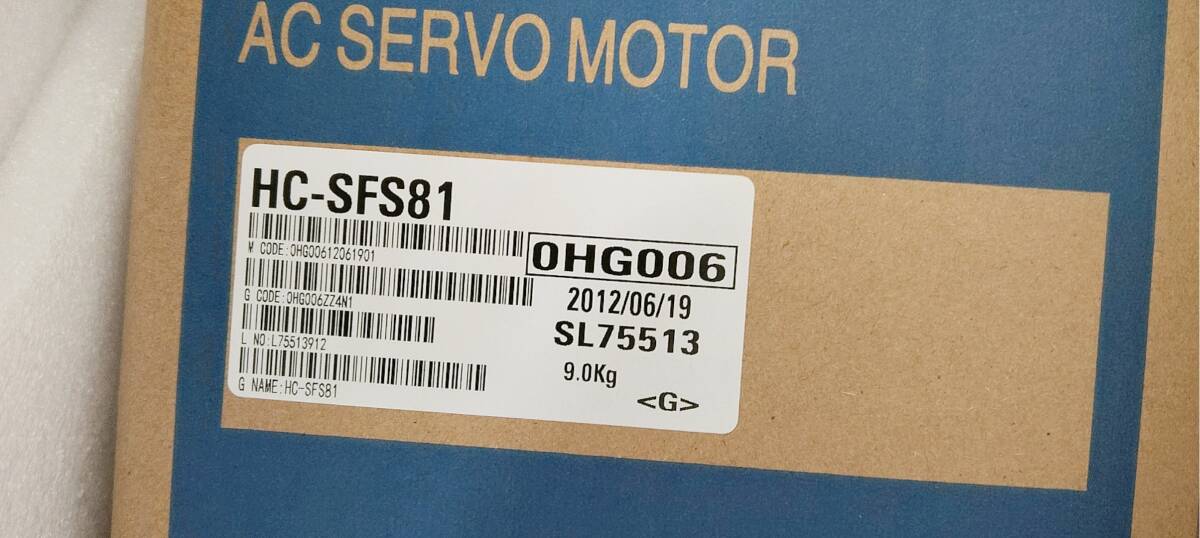 AC SERVO MOTOR
HC-SFS81
M CODE:0HG00612061901
0HG006
G CODE:0HG006ZZ4N1
2012/06/19
L NO:L75513912
SL75513
9.0Kg
G NAME:HC-SFS81
<G>